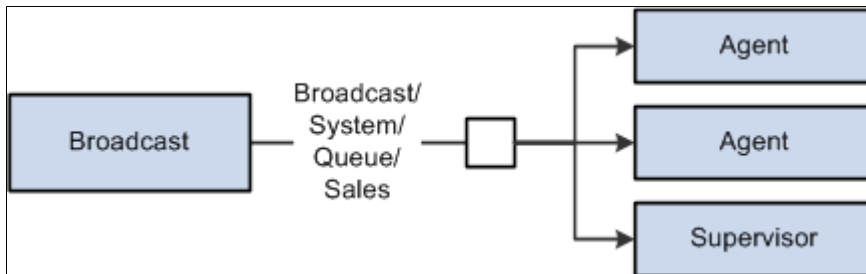 Broadcast
Broadcast/
System/
Queue/
Sales
Agent
Agent
Supervisor